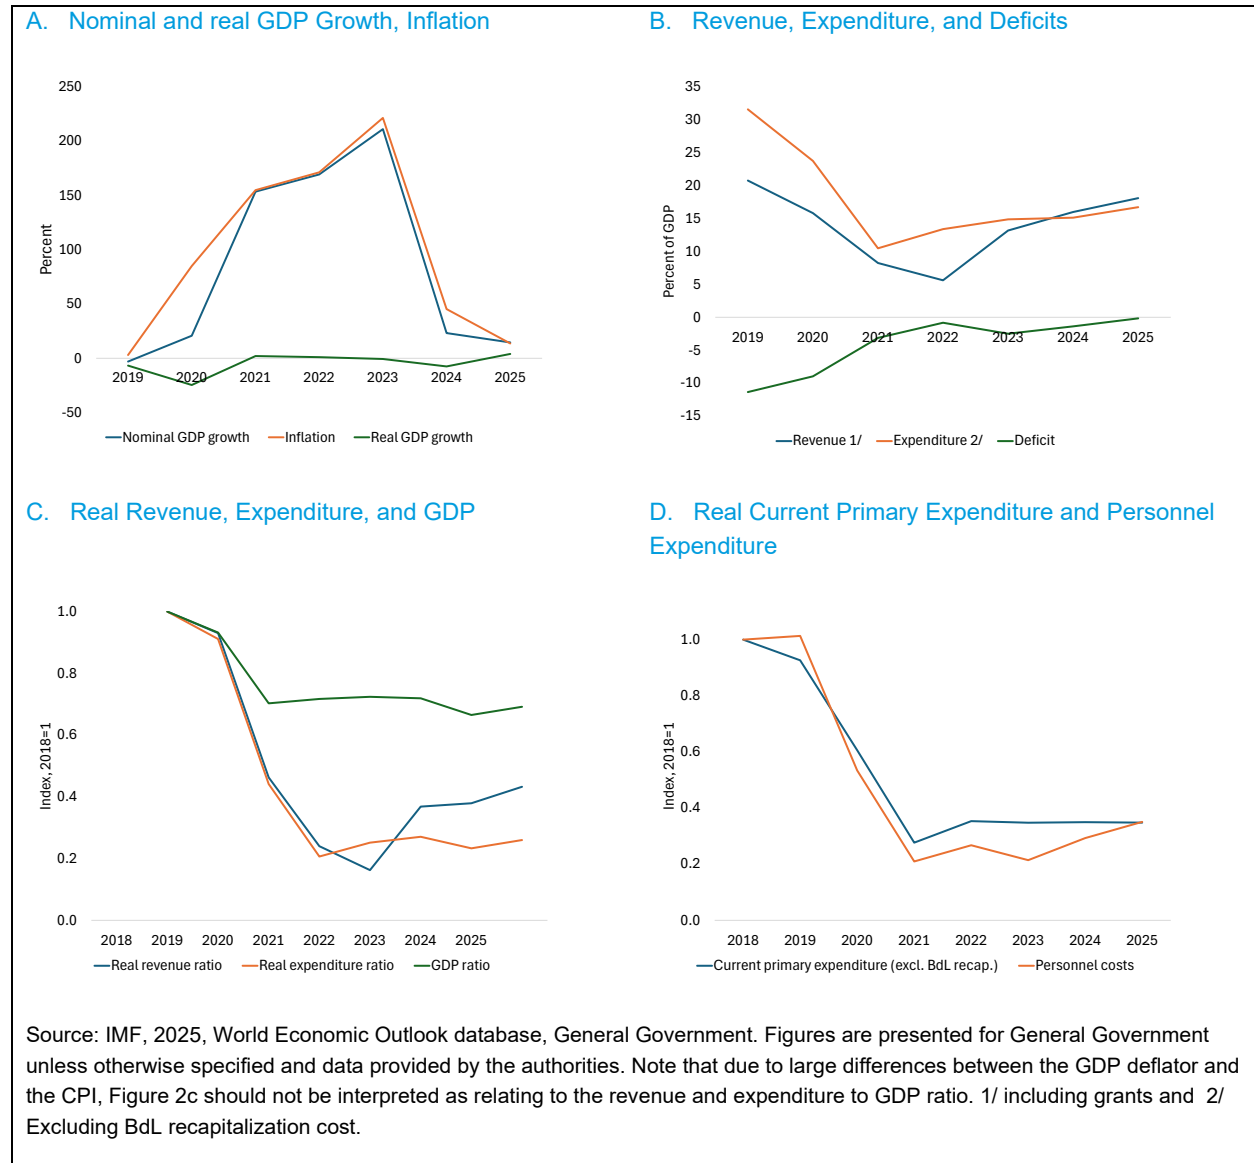 A. Nominal and real GDP Growth, Inflation
250
200
150
100
50
0
-50
Percent
2019 2020 2021 2022 2023 2024 2025
Nominal GDP growth Inflation Real GDP growth
B. Revenue, Expenditure, and Deficits
35
30
25
20
15
10
5
0
-5
-10
-15
Percent of GDP
2019 2020 2021 2022 2023 2024 2025
Revenue 1/ Expenditure 2/ Deficit
C. Real Revenue, Expenditure, and GDP
1.0
0.8
0.6
0.4
0.2
0.0
Index, 2018=1
2018 2019 2020 2021 2022 2023 2024 2025
Real revenue ratio Real expenditure ratio GDP ratio
D. Real Current Primary Expenditure and Personnel
Expenditure
1.0
0.8
0.6
0.4
0.2
0.0
Index, 2018=1
2018 2019 2020 2021 2022 2023 2024 2025
Current primary expenditure (excl. BdL recap.) Personnel costs
Source: IMF, 2025, World Economic Outlook database, General Government. Figures are presented for General Government
unless otherwise specified and data provided by the authorities. Note that due to large differences between the GDP deflator and
the CPI, Figure 2c should not be interpreted as relating to the revenue and expenditure to GDP ratio. 1/ including grants and 2/
Excluding BdL recapitalization cost.